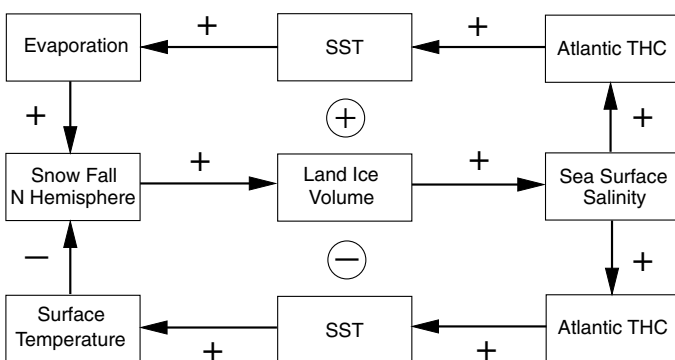 Evaporation
+
SST
+
Atlantic THC
+
+
+
Snow Fall
N Hemisphere
+
Land Ice
Volume
+
Sea Surface
Salinity
−
−
+
Surface
Temperature
+
SST
+
Atlantic THC